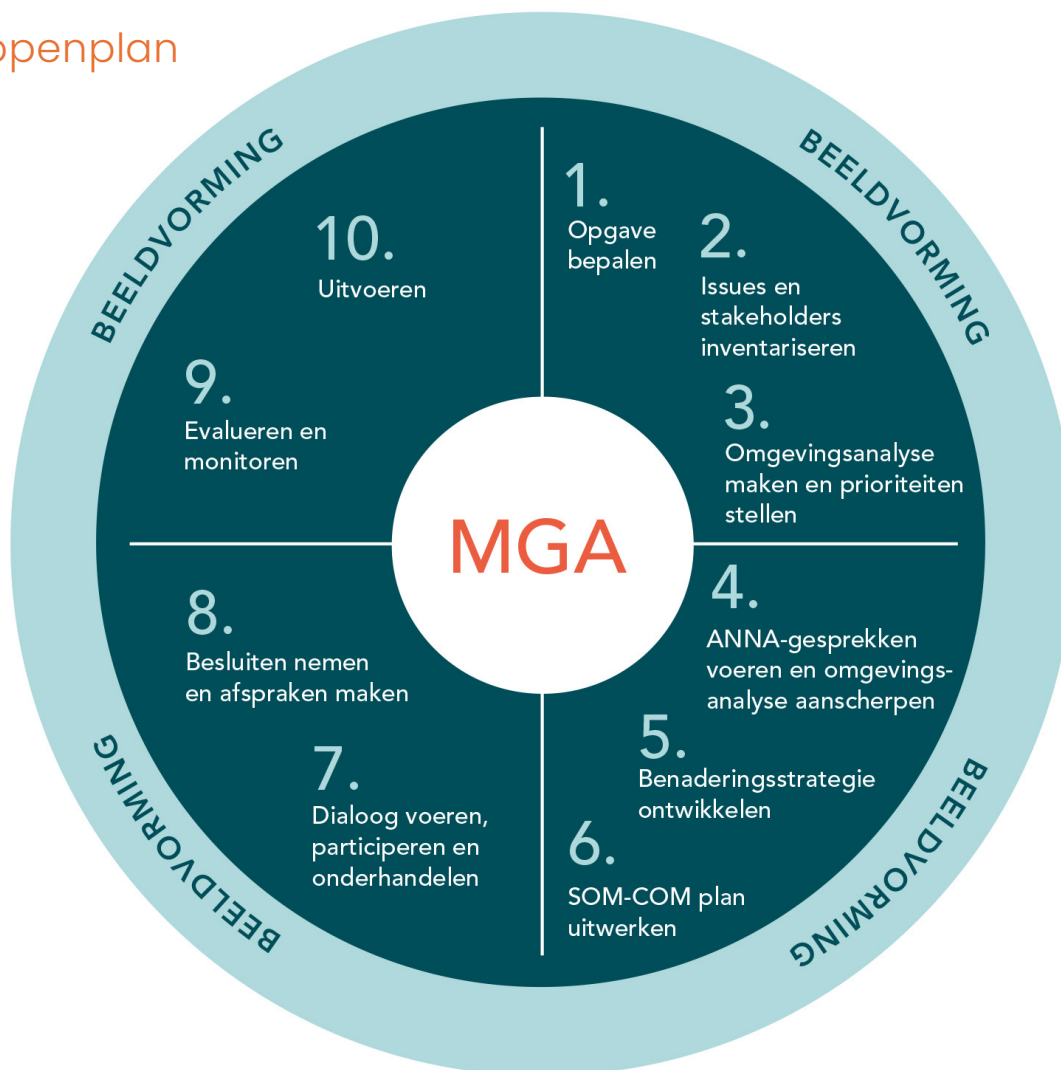 ppenplan
BEELDVORMING
BEELDVORMING
1.
Opgave
bepalen
2.
Issues en
stakeholders
inventariseren
3.
Omgevingsanalyse
maken en prioriteiten
stellen
MGA
4.
ANNA-gesprekken
voeren en omgevings-
analyse aanscherpen
5.
Benaderingsstrategie
ontwikkelen
6.
SOM-COM plan
uitwerken
7.
Dialoog voeren,
participeren en
onderhandelen
8.
Besluiten nemen
en afspraken maken
9.
Evalueren en
monitoren
10.
Uitvoeren
BEELDVORMING
BEELDVORMING